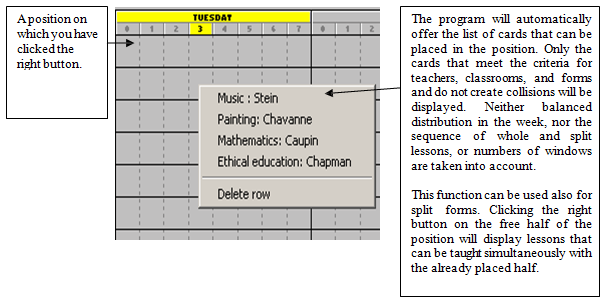 A position on
which you have
clicked the
right button.
TUESDAY
0 1 2 3 4 5 6 7 0 1 2
Music : Stein
Painting: Chavanne
Mathematics: Caupin
Ethical education: Chapman
Delete row
The program will automatically
offer the list of cards that can be
placed in the position. Only the
cards that meet the criteria for
teachers, classrooms, and forms
and do not create collisions will be
displayed. Neither balanced
distribution in the week, nor the
sequence of whole and split
lessons, or numbers of windows
are taken into account.
This function can be used also for
split forms. Clicking the right
button on the free half of the
position will display lessons that
can be taught simultaneously with
the already placed half.